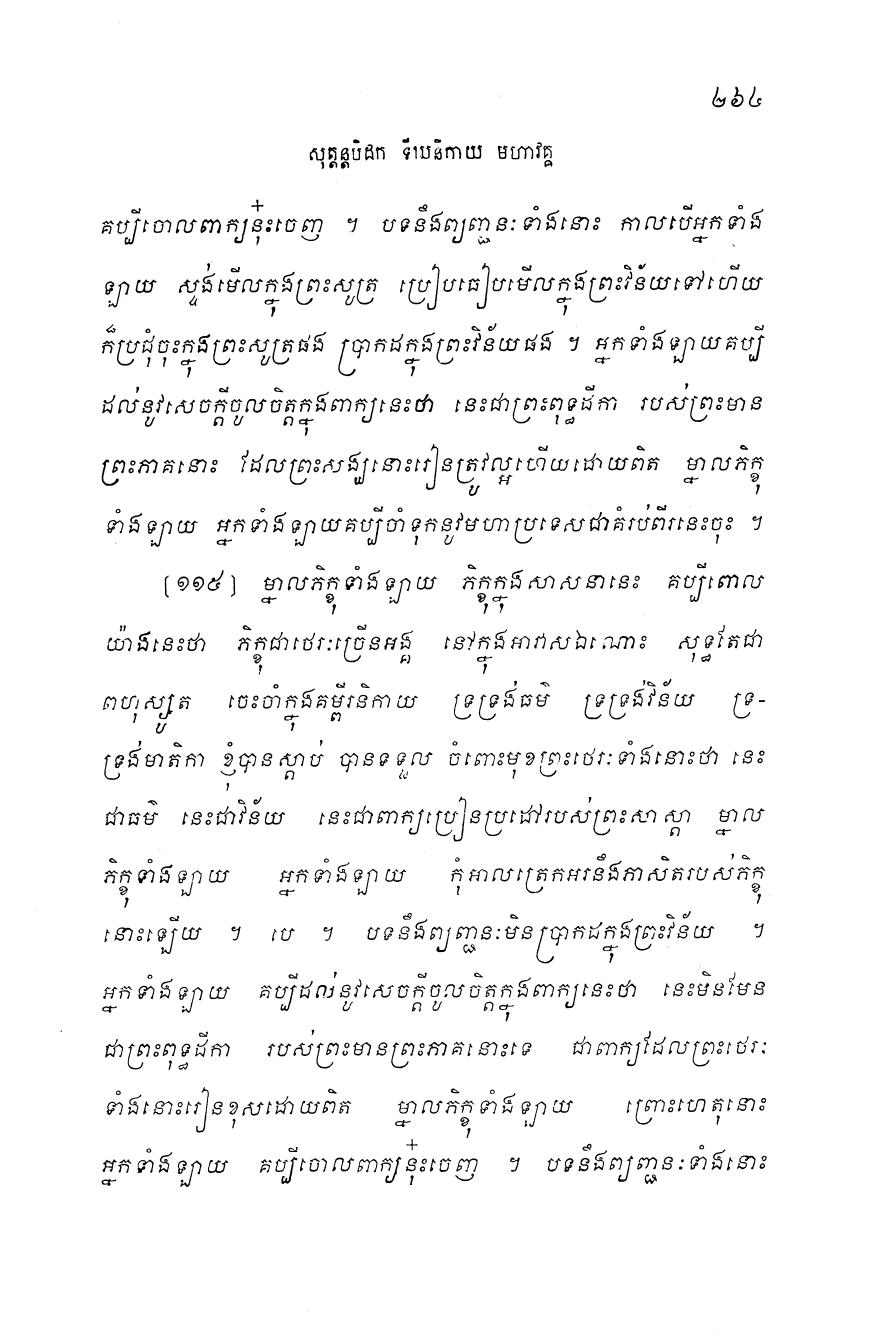 ២៦៤
សុត្តន្តបិដក ទីឃនិកាយ មហាវគ្គ
គប្បីចោលពាក្យនុ៎ះចេញ ។ បទនឹងព្យញ្ជនៈទាំងនោះ កាលបើអ្នកទាំង
ឡាយ ស្ទង់មើលក្នុងព្រះសូត្រ ប្រៀបធៀបមើលក្នុងព្រះវិន័យទៅហើយ
ក៏ប្រជុំចុះក្នុងព្រះសូត្រផង ប្រាកដក្នុងព្រះវិន័យផង ។ អ្នកទាំងឡាយគប្បី
ដល់នូវសេចក្តីចូលចិត្តក្នុងពាក្យនេះថា នេះជាព្រះពុទ្ធដីកា របស់ព្រះមាន
ព្រះភាគនោះ ដែលព្រះសង្ឃនោះរៀនត្រូវល្អហើយដោយពិត ម្នាលភិក្ខុ
ទាំងឡាយ អ្នកទាំងឡាយគប្បីចាំទុកនូវមហាប្រទេសជាគំរប់ពីរនេះចុះ ។
[១១៥] ម្នាលភិក្ខុទាំងឡាយ ភិក្ខុក្នុងសាសនានេះ គប្បីពោល
យ៉ាងនេះថា ភិក្ខុជាថេរៈច្រើនអង្គ នៅក្នុងអាវាសឯណោះ សុទ្ធតែជា
ពហុស្សូត ចេះចាំក្នុងគម្ពីរនិកាយ ទ្រទ្រង់ធម៌ ទ្រទ្រង់វិន័យ ទ្រ-
ទ្រង់មាតិកា ខ្ញុំបានស្តាប់ បានទទួល ចំពោះមុខព្រះថេរៈទាំងនោះថា នេះ
ជាធម៌ នេះជាវិន័យ នេះជាពាក្យប្រៀនប្រដៅរបស់ព្រះសាស្តា ម្នាល
ភិក្ខុទាំងឡាយ អ្នកទាំងឡាយ កុំអាលត្រេកអរនឹងភាសិតរបស់ភិក្ខុ
នោះឡើយ ។ បេ ។ បទនឹងព្យញ្ជនៈមិនប្រាកដក្នុងព្រះវិន័យ ។
អ្នកទាំងឡាយ គប្បីដល់នូវសេចក្តីចូលចិត្តក្នុងពាក្យនេះថា នេះមិនមែន
ជាព្រះពុទ្ធដីកា របស់ព្រះមានព្រះភាគនោះទេ ជាពាក្យដែលព្រះថេរៈ
ទាំងនោះរៀនខុសដោយពិត ម្នាលភិក្ខុទាំងឡាយ ព្រោះហេតុនោះ
អ្នកទាំងឡាយ គប្បីចោលពាក្យនុ៎ះចេញ ។ បទនឹងព្យញ្ជនៈទាំងនោះ